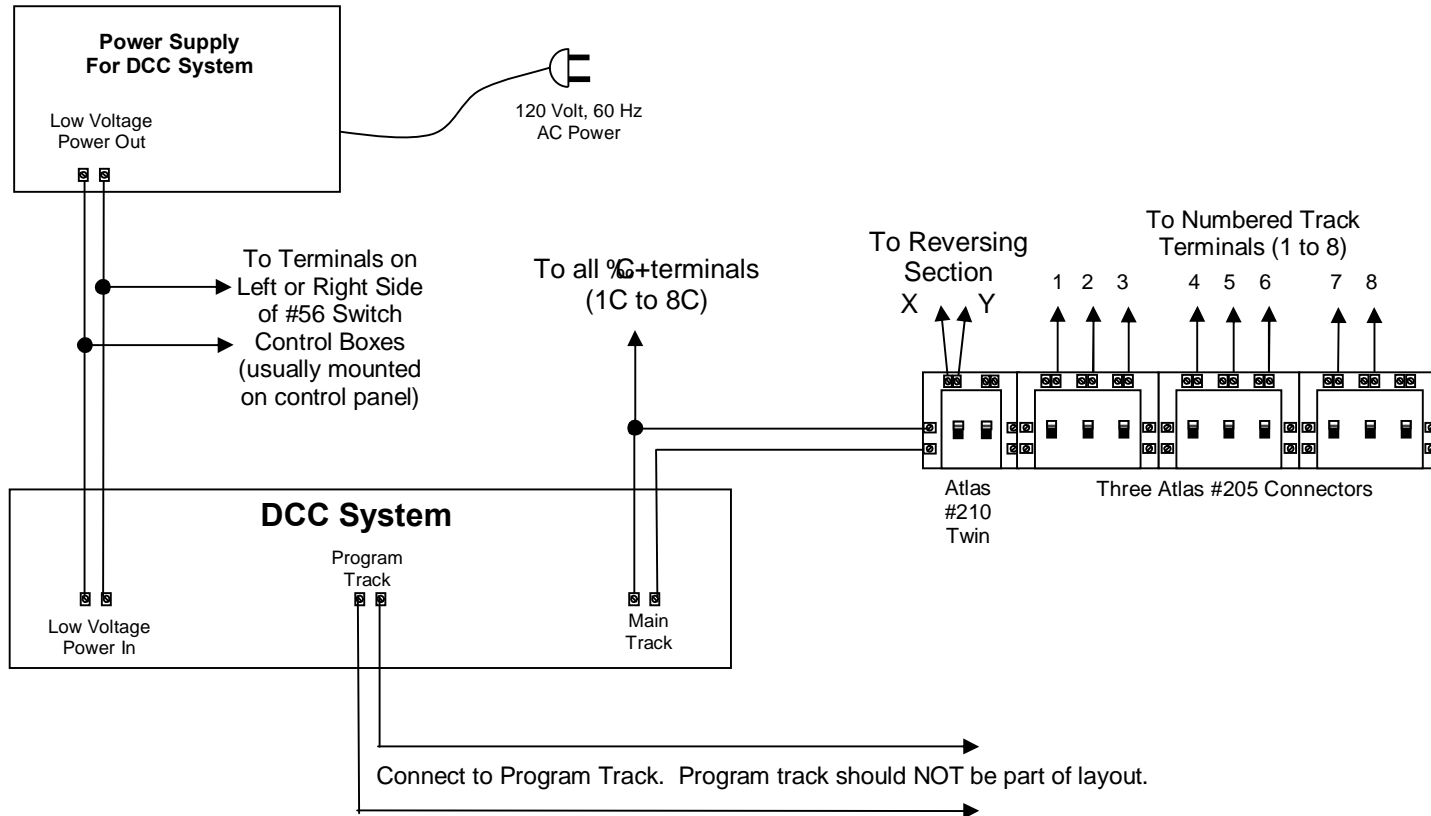 Power Supply
For DCC System
Low Voltage
Power Out
120 Volt, 60 Hz
AC Power
To Terminals on
Left or Right Side
of #56 Switch
Control Boxes
(usually mounted
on control panel)
To all ‰C+terminals
(1C to 8C)
To Reversing
Section
X Y
To Numbered Track
Terminals (1 to 8)
1 2 3 4 5 6 7 8
Atlas
#210
Twin
Three Atlas #205 Connectors
DCC System
Program
Track
Low Voltage
Power In
Main
Track
Connect to Program Track. Program track should NOT be part of layout.